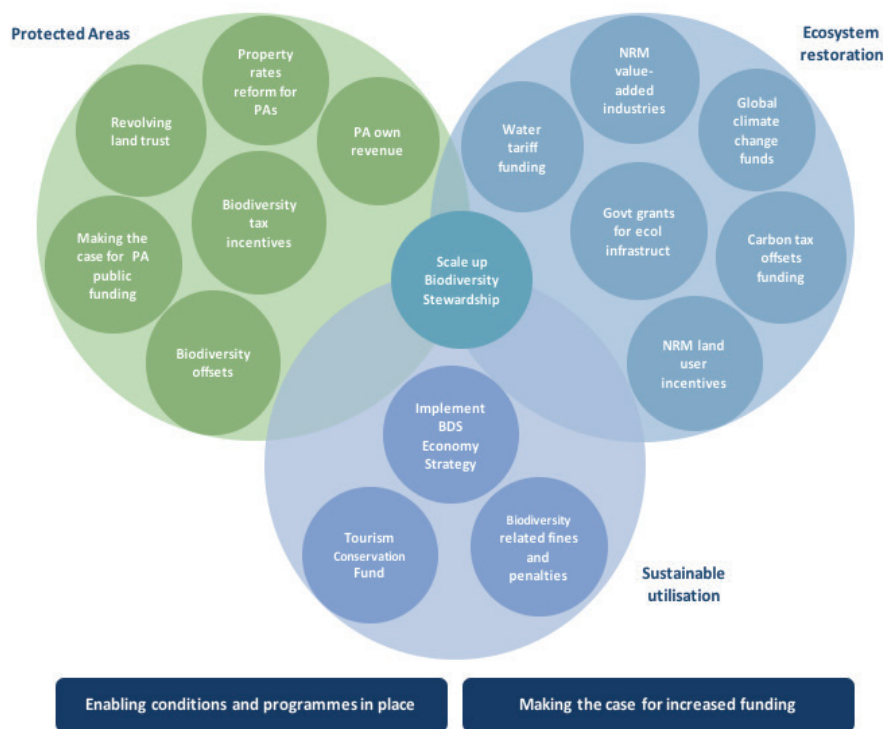 Protected Areas
Property
rates
reform for
PAs
Revolving
land trust
PA own
revenue
Biodiversity
tax
incentives
Making the
case for PA
public
funding
Biodiversity
offsets
Ecosystem
restoration
NRM
value-
added
industries
Global
climate
change
funds
Water
tariff
funding
Govt grants
for ecol
infrastruct
Carbon tax
offsets
funding
NRM land
user
incentives
Scale up
Biodiversity
Stewardship
Implement
BDS
Economy
Strategy
Tourism
Conservation
Fund
Biodiversity
related fines
and
penalties
Sustainable
utilisation
Enabling conditions and programmes in place
Making the case for increased funding